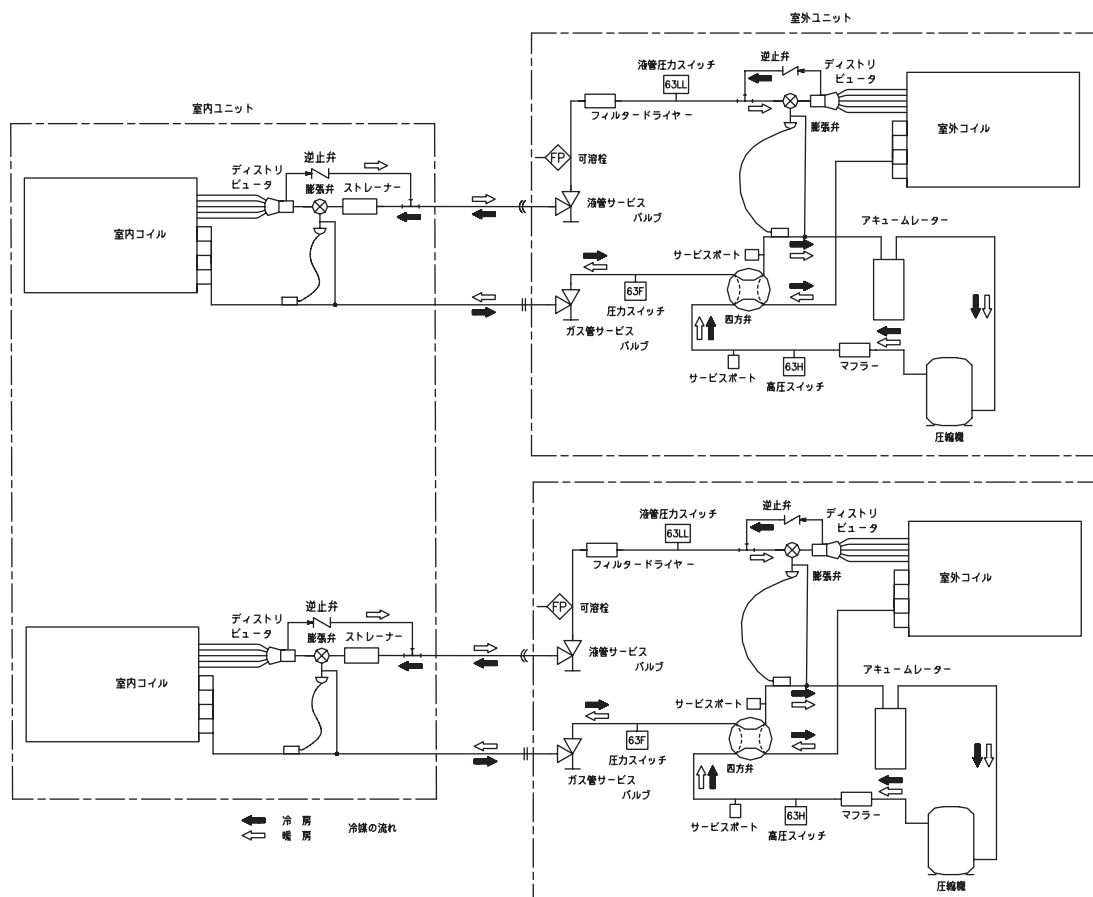 室外ユニット
逆止弁
液管圧力スイッチ
ディストリ
ビュータ
63LL
室内ユニット
フィルタードライヤー
膨張弁
室外コイル
逆止弁
ディストリ
ビュータ
膨張弁
ストレーナー
FP
可溶栓
液管サービス
バルブ
アキュームレーター
室内コイル
サービスポート
63F
圧力スイッチ
四方弁
ガス管サービス
バルブ
サービスポート
63H
高圧スイッチ
マフラー
圧縮機
逆止弁
液管圧力スイッチ
ディストリ
ビュータ
63LL
フィルタードライヤー
膨張弁
室外コイル
逆止弁
ディストリ
ビュータ
膨張弁
ストレーナー
FP
可溶栓
液管サービス
バルブ
アキュームレーター
室内コイル
サービスポート
63F
圧力スイッチ
四方弁
ガス管サービス
バルブ
サービスポート
63H
高圧スイッチ
マフラー
圧縮機
冷 房
暖 房
冷媒の流れ